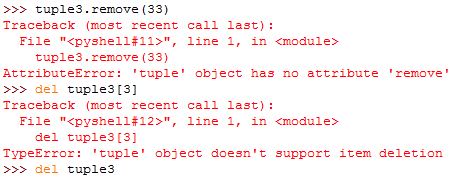 >>> tuple3.remove(33)
Traceback (most recent call last):
  File "<pyshell#11>", line 1, in <module>
    tuple3.remove(33)
AttributeError: 'tuple' object has no attribute 'remove'
>>> del tuple3[3]
Traceback (most recent call last):
  File "<pyshell#12>", line 1, in <module>
    del tuple3[3]
TypeError: 'tuple' object doesn't support item deletion
>>> del tuple3